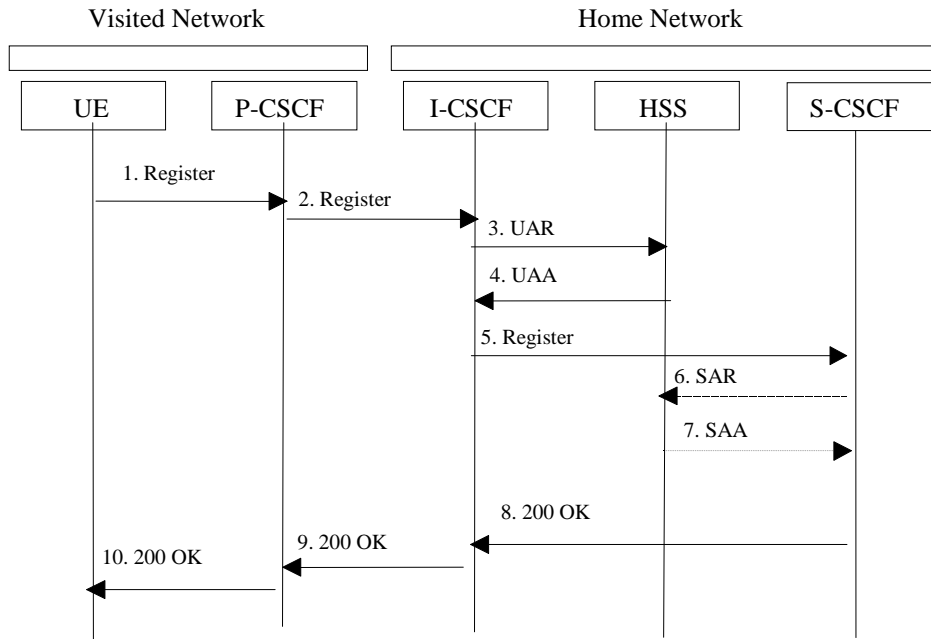 Visited Network
Home Network
UE
P-CSCF
I-CSCF
HSS
S-CSCF
1. Register
2. Register
3. UAR
4. UAA
5. Register
6. SAR
7. SAA
8. 200 OK
9. 200 OK
10. 200 OK